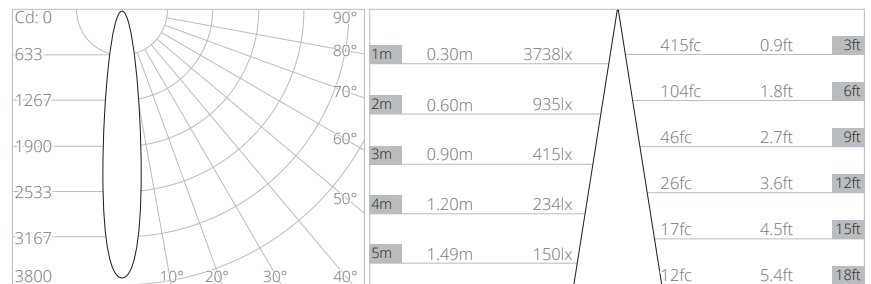 Cd: 0
633
1267
1900
2533
3167
3800
90°
80°
70°
60°
50°
10°
20°
30°
40°
1m 0.30m 3738lx
2m 0.60m 935lx
3m 0.90m 415lx
4m 1.20m 234lx
5m 1.49m 150lx
415fc 0.9ft 3ft
104fc 1.8ft 6ft
46fc 2.7ft 9ft
26fc 3.6ft 12ft
17fc 4.5ft 15ft
12fc 5.4ft 18ft